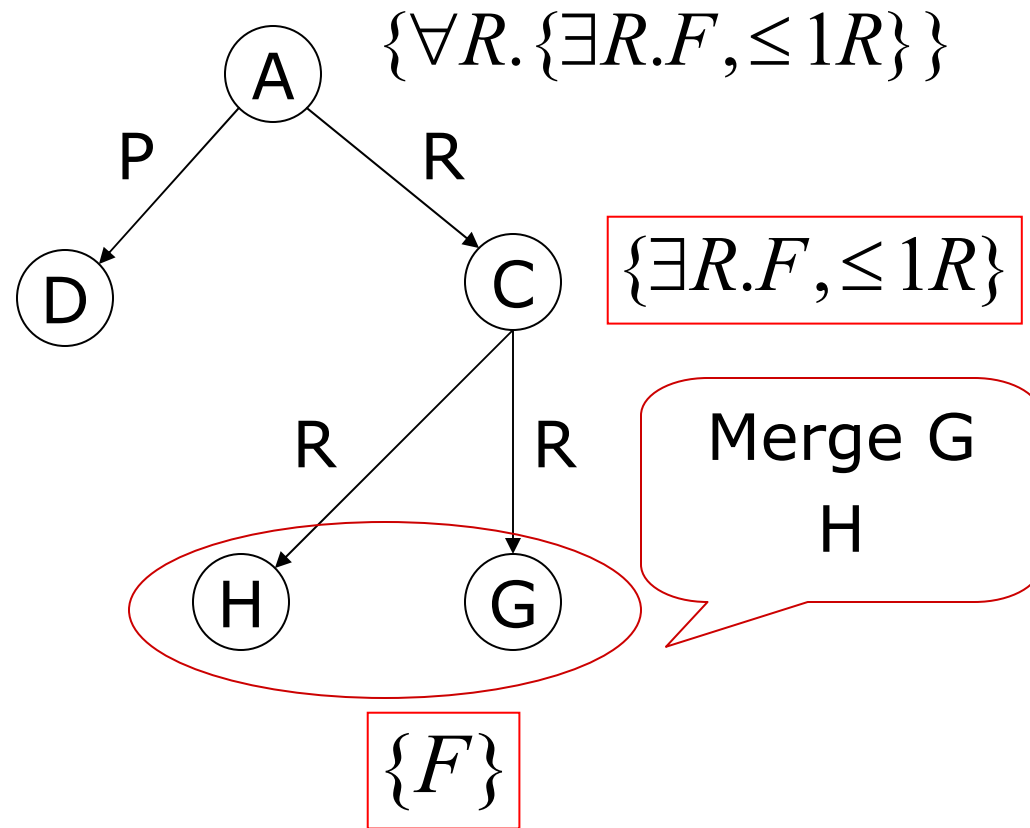 {∀R.{∃R.F,≤1R}}
A
P
R
{∃R.F,≤1R}
D
C
R
R
Merge G
H
H
G
{F}